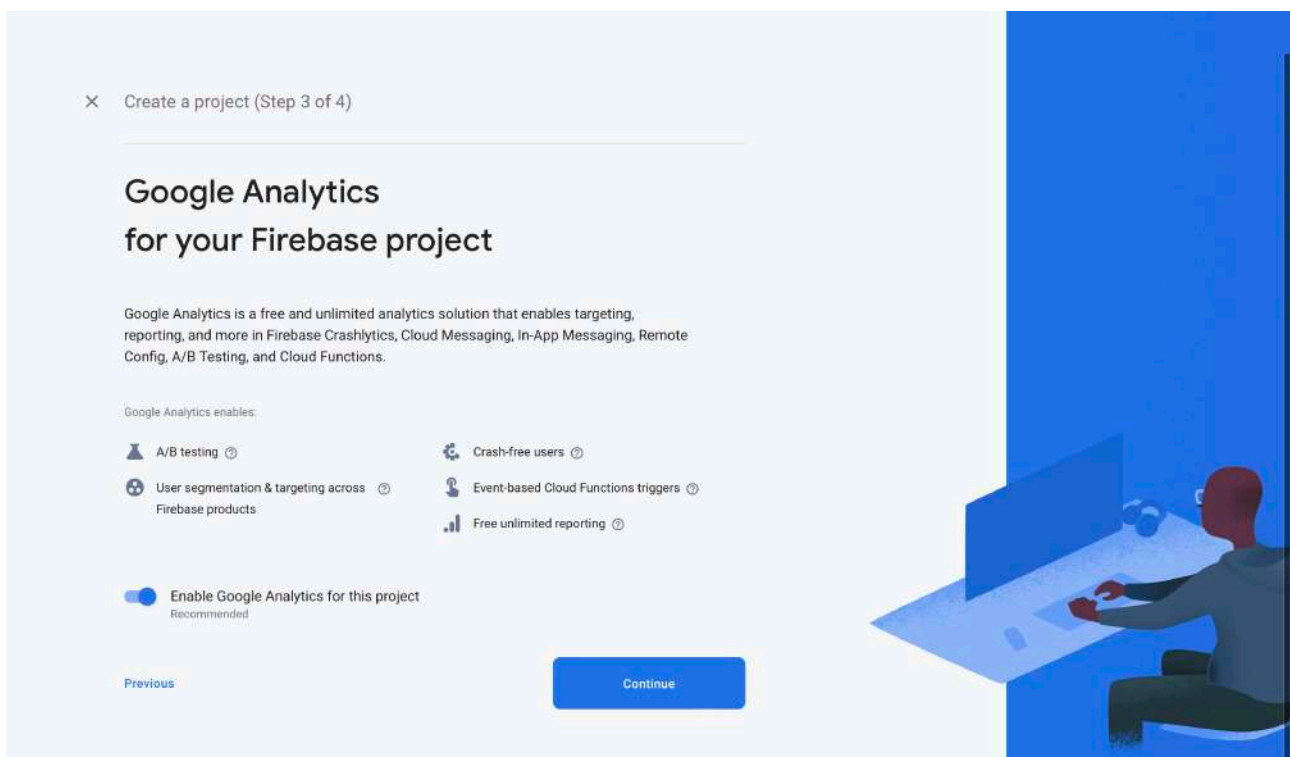 Create a project (Step 3 of 4)
Google Analytics
for your Firebase project
Google Analytics is a free and unlimited analytics solution that enables targeting,
reporting, and more in Firebase Crashlytics, Cloud Messaging, In-App Messaging, Remote
Config, A/B Testing, and Cloud Functions.
Google Analytics enables:
A/B testing
User segmentation & targeting across
Firebase products
Crash-free users
Event-based Cloud Functions triggers
Free unlimited reporting
Enable Google Analytics for this project
Recommended
Previous
Continue